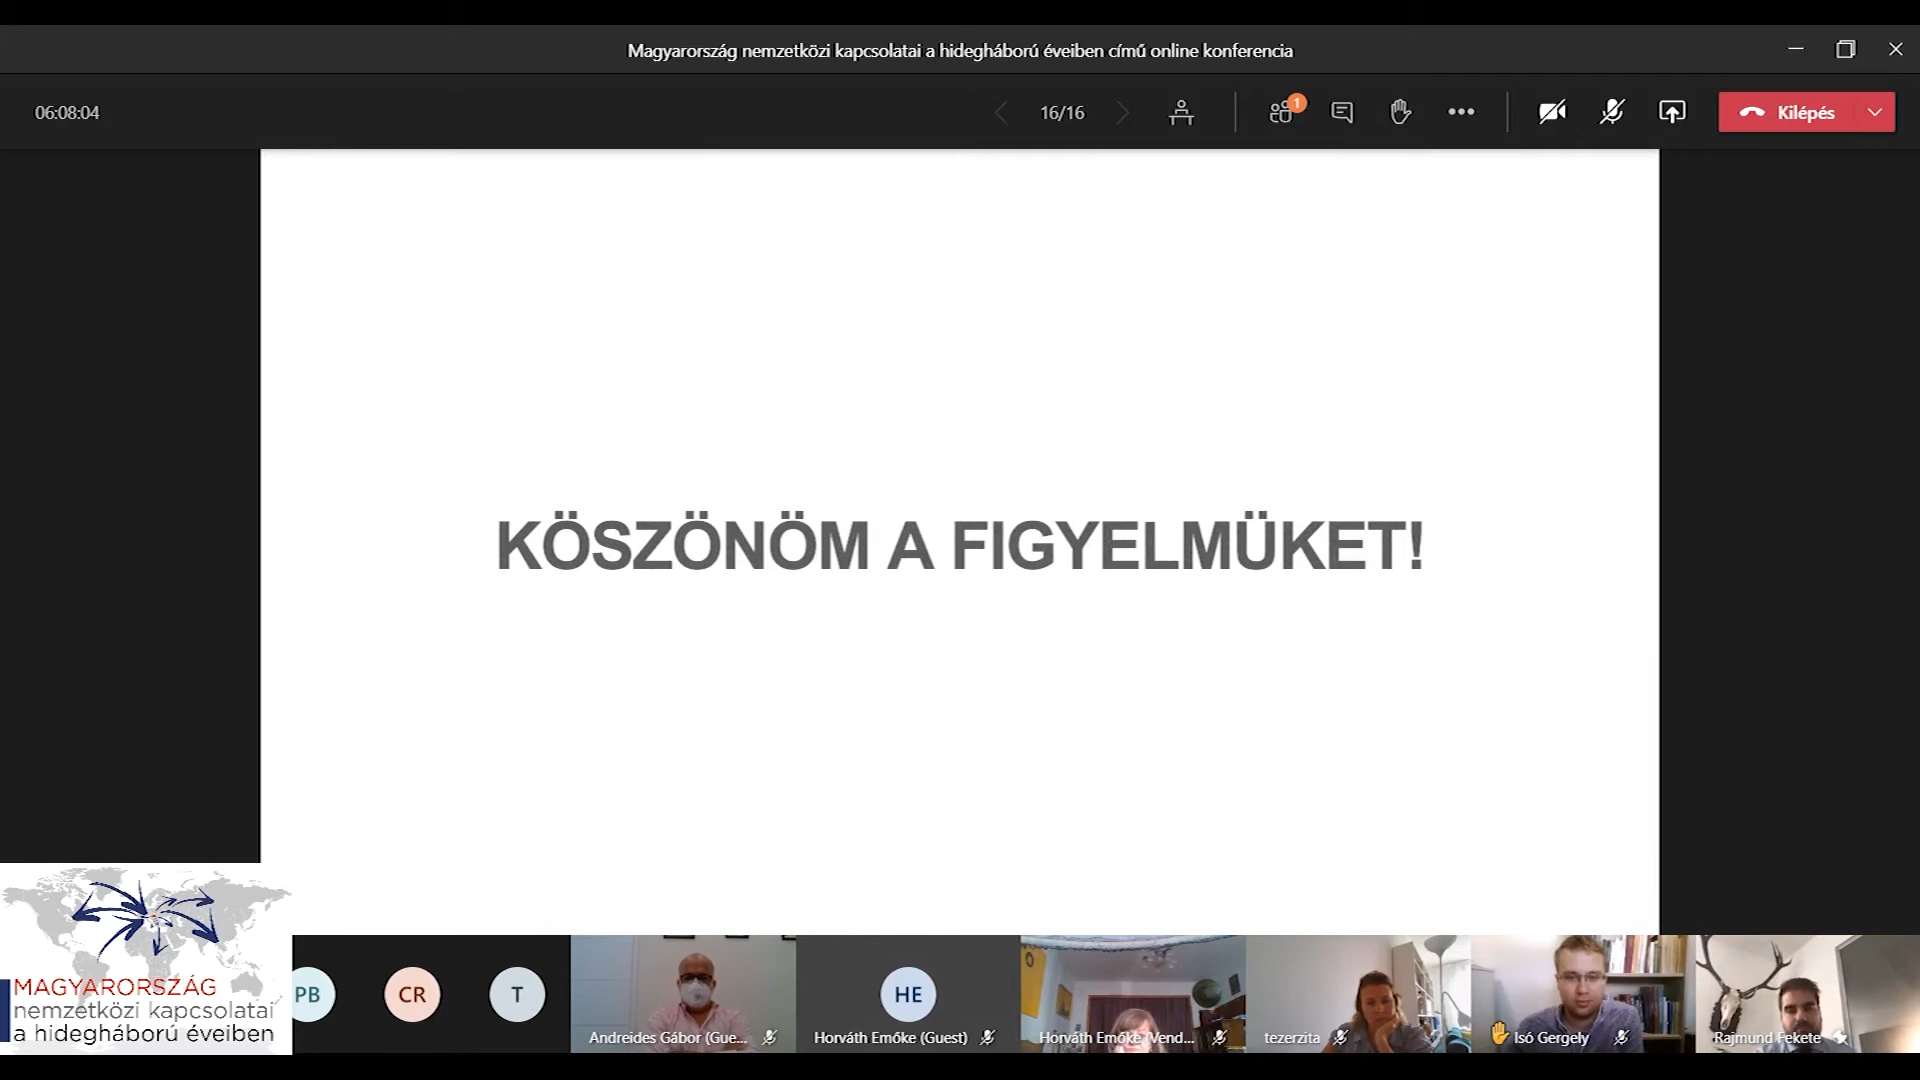 Magyarország nemzetközi kapcsolatai a hidegháború éveiben című online konferencia
06:08:04
16/16
1
Kilépés
KÖSZÖNÖM A FIGYELMÜKET!
MAGYARORSZÁG
nemzetközi kapcsolatai
a hidegháború éveiben
PB
CR
T
HE
Andreides Gábor (Gue...
Horváth Emőke (Guest)
Horváth Emőke (Vend...
tezerzita
Isó Gergely
Rajmund Fekete